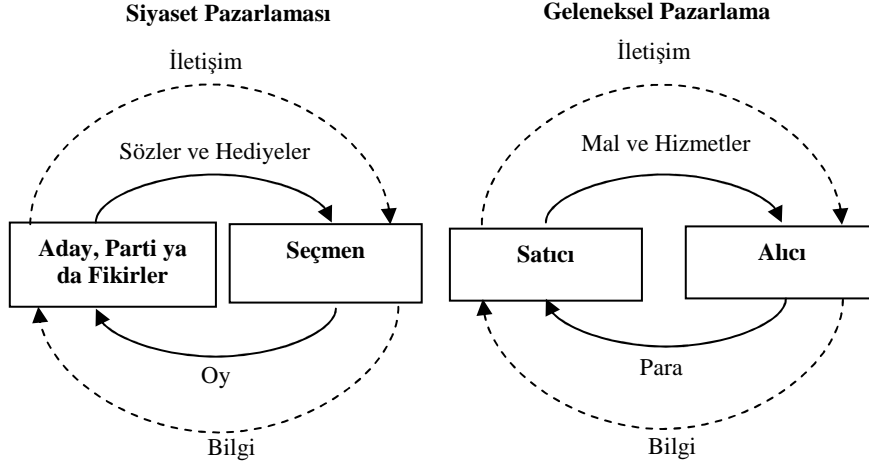 Siyaset Pazarlaması
İletişim
Sözler ve Hediyeler
Aday, Parti ya
da Fikirler
Seçmen
Oy
Bilgi
Geleneksel Pazarlama
İletişim
Mal ve Hizmetler
Satıcı
Alıcı
Para
Bilgi